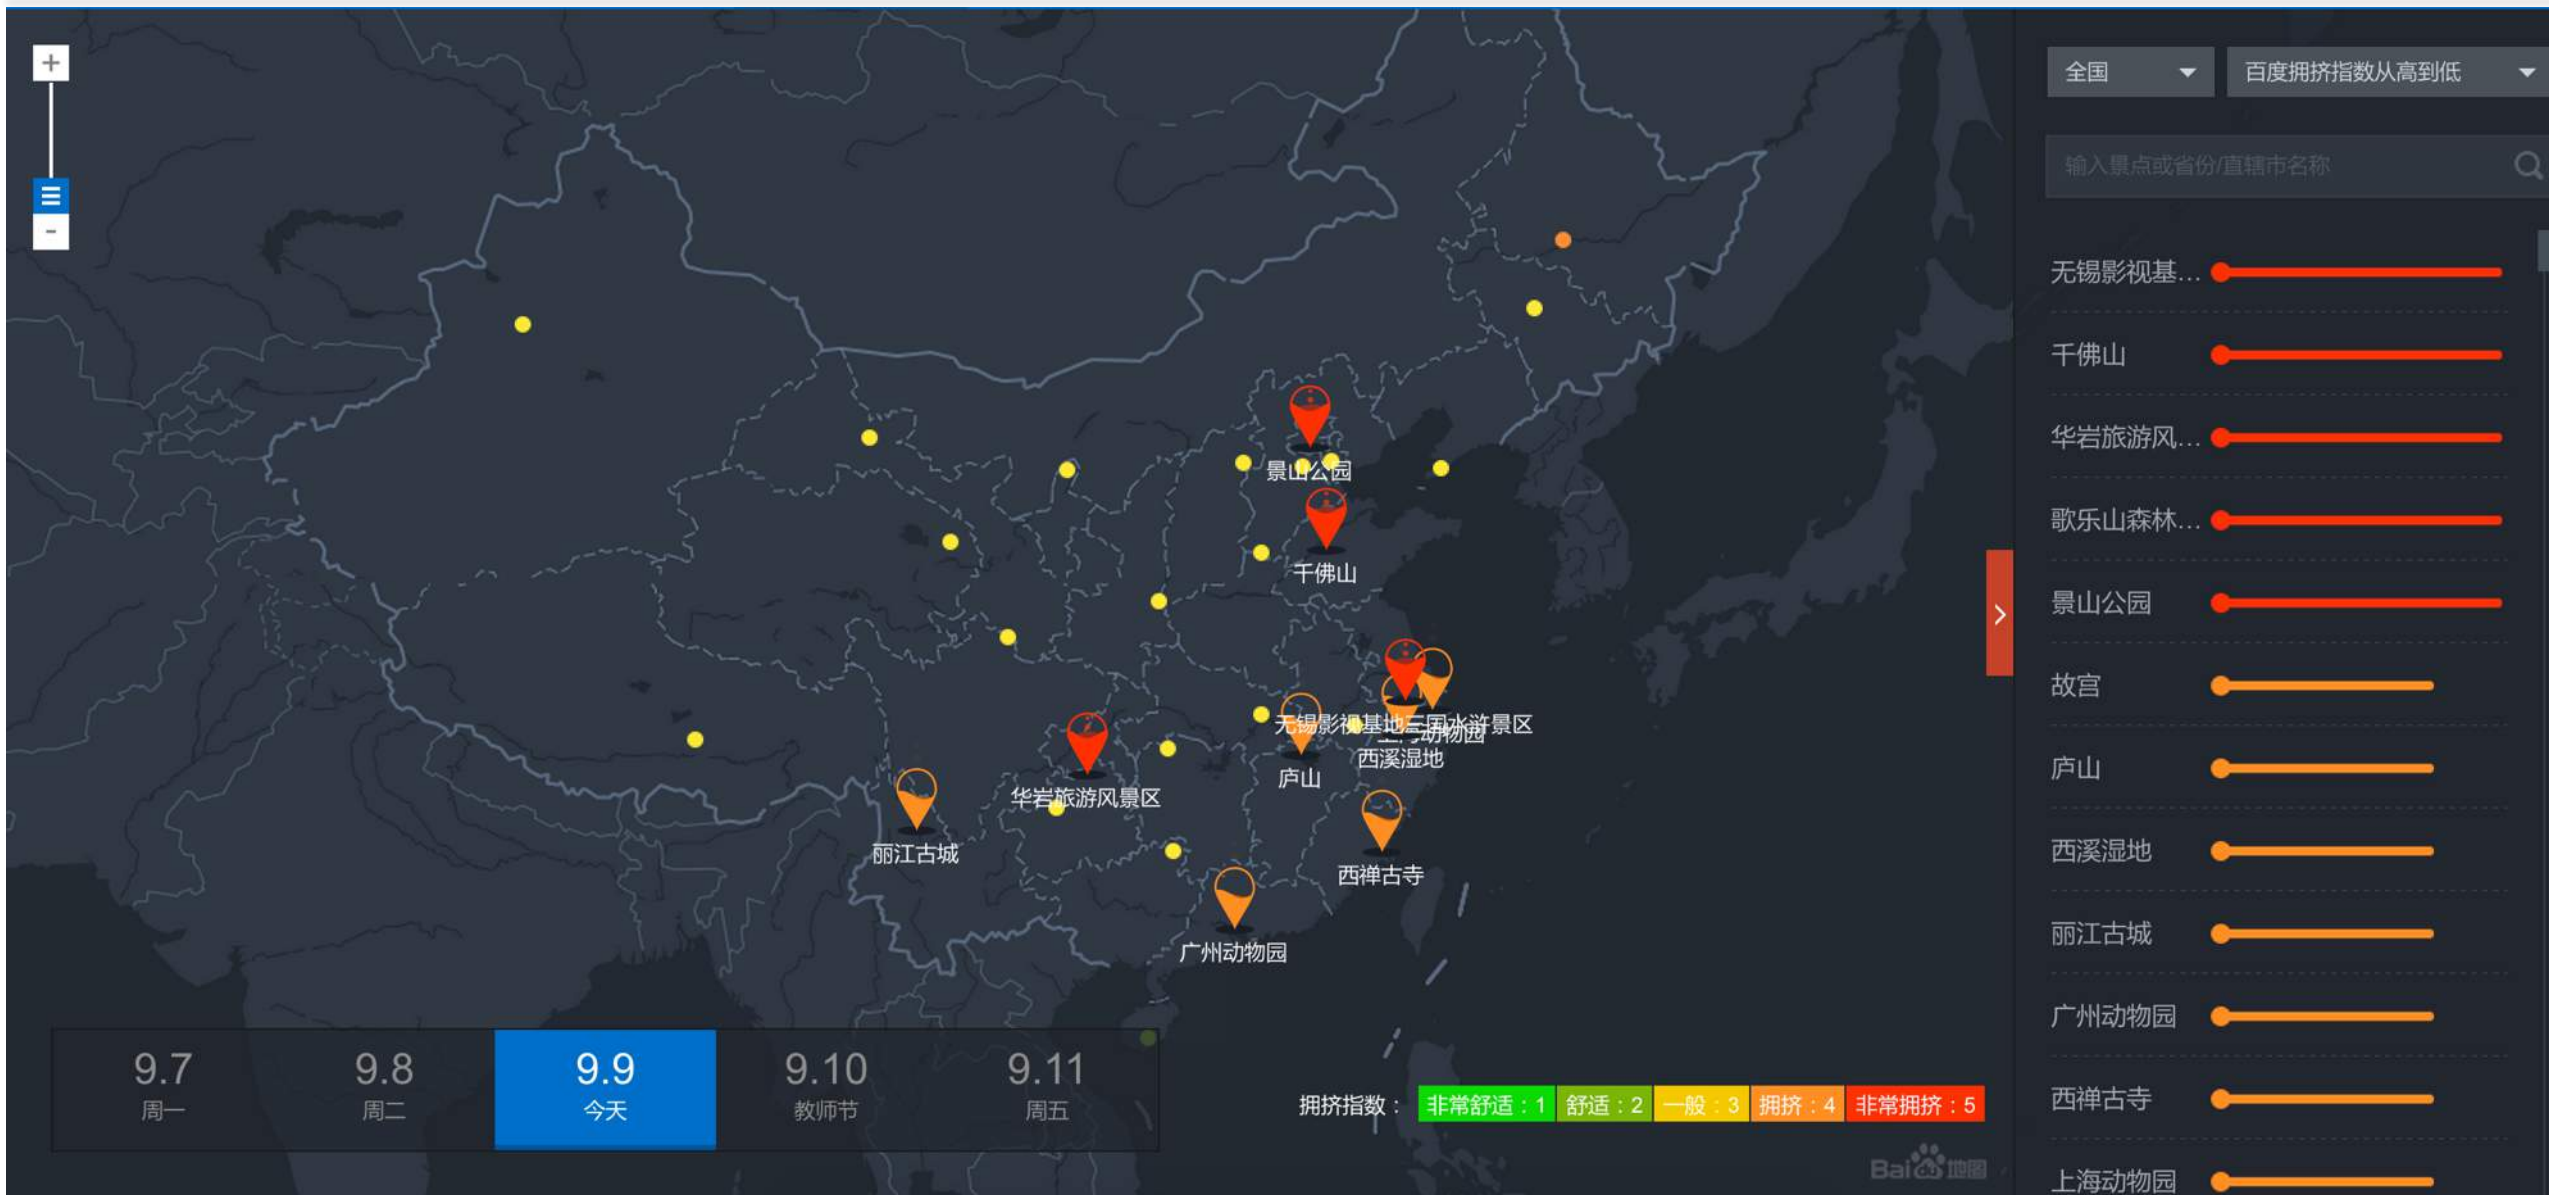 +
-
全国
百度拥挤指数从高到低
输入景点或省份/直辖市名称
无锡影视基...
千佛山
华岩旅游风...
歌乐山森林...
景山公园
故宫
庐山
西溪湿地
丽江古城
广州动物园
西禅古寺
上海动物园
景山公园
千佛山
无锡影视基地三国水浒景区
上海动物园
西溪湿地
庐山
华岩旅游风景区
丽江古城
西禅古寺
广州动物园
9.7
周一
9.8
周二
9.9
今天
9.10
教师节
9.11
周五
拥挤指数： 非常舒适：1 舒适：2 一般：3 拥挤：4 非常拥挤：5
Bai du 地图